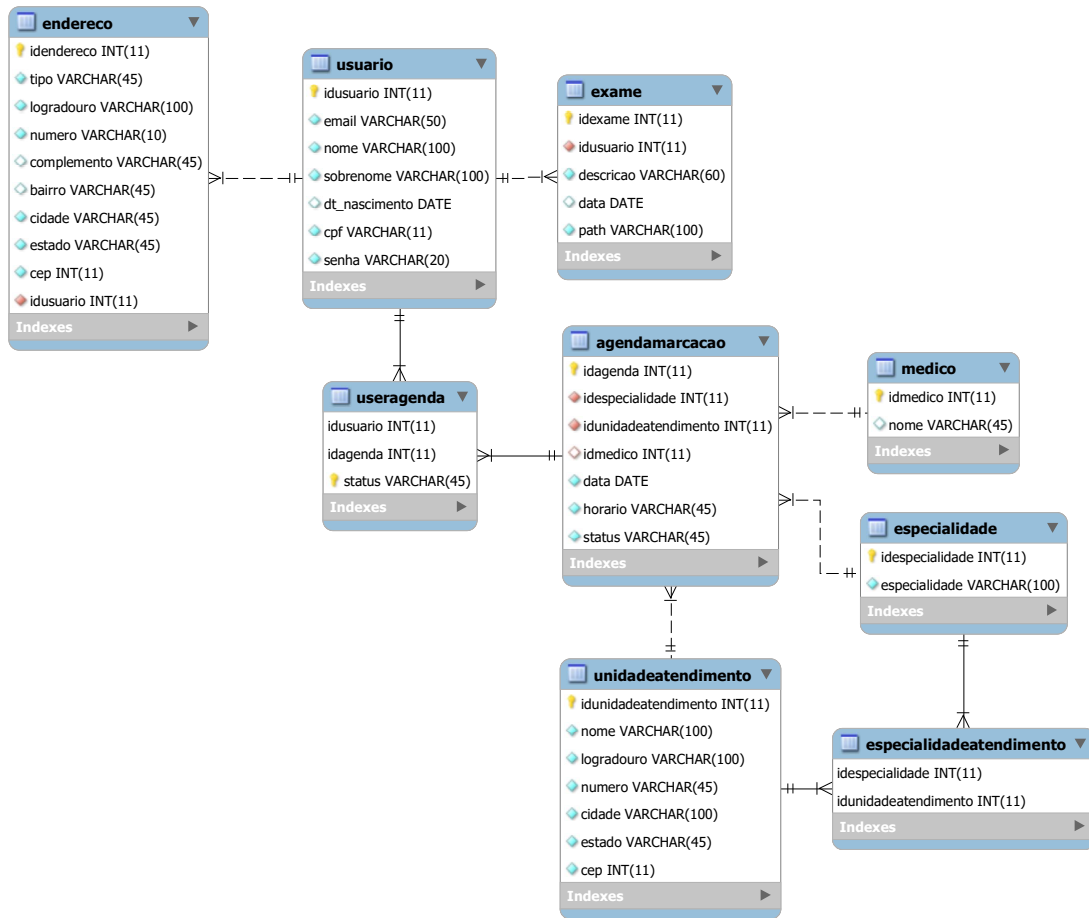 endereco
idendereco INT(11)
tipo VARCHAR(45)
logradouro VARCHAR(100)
numero VARCHAR(10)
complemento VARCHAR(45)
bairro VARCHAR(45)
cidade VARCHAR(45)
estado VARCHAR(45)
cep INT(11)
idusuario INT(11)
Indexes
usuario
idusuario INT(11)
email VARCHAR(50)
nome VARCHAR(100)
sobrenome VARCHAR(100)
dt_nascimento DATE
cpf VARCHAR(11)
senha VARCHAR(20)
Indexes
exame
idexame INT(11)
idusuario INT(11)
descricao VARCHAR(60)
data DATE
path VARCHAR(100)
Indexes
useragenda
idusuario INT(11)
idagenda INT(11)
status VARCHAR(45)
Indexes
agendamarcacao
idagenda INT(11)
idespecialidade INT(11)
idunidadeatendimento INT(11)
idmedico INT(11)
data DATE
horario VARCHAR(45)
status VARCHAR(45)
Indexes
medico
idmedico INT(11)
nome VARCHAR(45)
Indexes
especialidade
idespecialidade INT(11)
especialidade VARCHAR(100)
Indexes
unidadeatendimento
idunidadeatendimento INT(11)
nome VARCHAR(100)
logradouro VARCHAR(100)
numero VARCHAR(45)
cidade VARCHAR(100)
estado VARCHAR(45)
cep INT(11)
Indexes
especialidadeatendimento
idespecialidade INT(11)
idunidadeatendimento INT(11)
Indexes